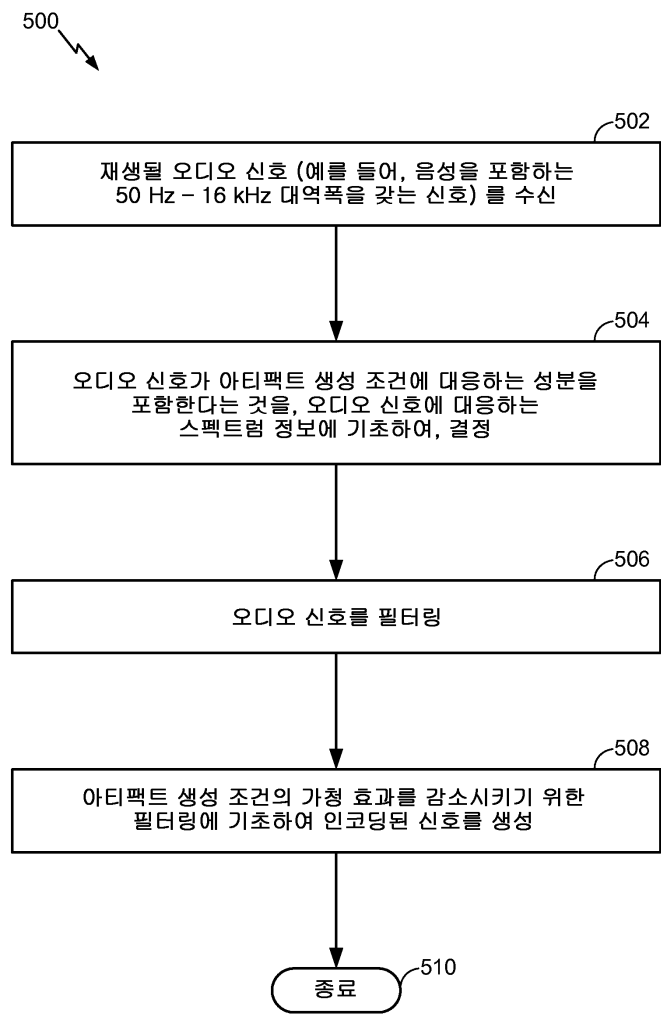 500
502
재생될 오디오 신호 (예를 들어, 음성을 포함하는
50 Hz – 16 kHz 대역폭을 갖는 신호) 를 수신
504
오디오 신호가 아티팩트 생성 조건에 대응하는 성분을
포함한다는 것을, 오디오 신호에 대응하는
스펙트럼 정보에 기초하여, 결정
506
오디오 신호를 필터링
508
아티팩트 생성 조건의 가청 효과를 감소시키기 위한
필터링에 기초하여 인코딩된 신호를 생성
510
종료